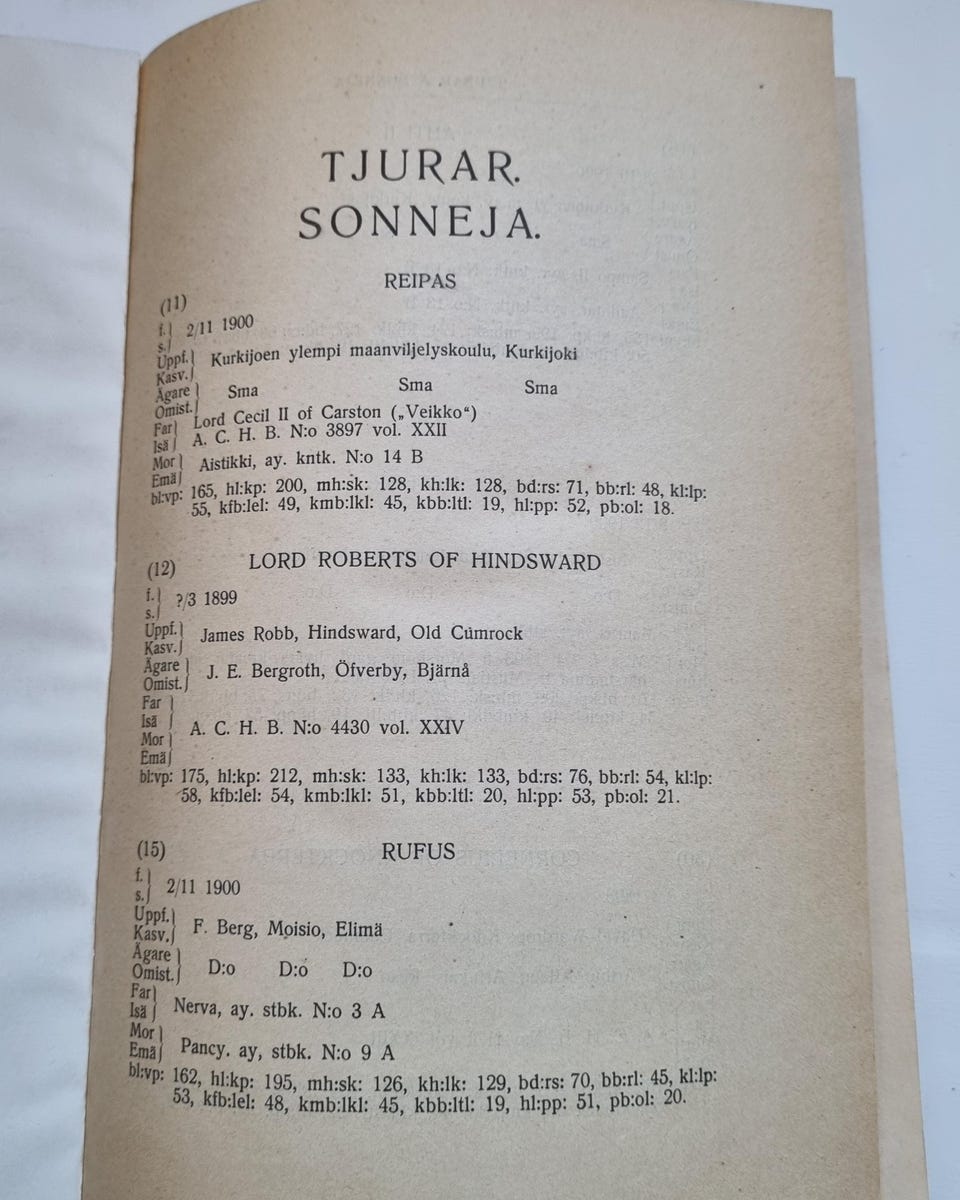 TJURAR.
SONNEJA.
REIPAS
(11)
f.} 2/11 1900
s.
Uppf.} Kurkijoen ylempi maanviljelyskoulu, Kurkijoki
Kasv.
Ägare} Sma Sma Sma
Omist.
Far} Lord Cecil II of Carston („Veikko“)
Isä A. C. H. B. N:o 3897 vol. XXII
Mor} Aistikki, ay. kntk. N:o 14 B
Emä
bl:vp: 165, hl:kp: 200, mh:sk: 128, kh:lk: 128, bd:rs: 71, bb:rl: 48, kl:lp:
55, kfb:lel: 49, kmb:lkl: 45, kbb:ltl: 19, hl:pp: 52, pb:ol: 18.
(12) LORD ROBERTS OF HINDSWARD
f.} ?/3 1899
s.
Uppf.} James Robb, Hindsward, Old Cumrock
Kasv.
Ägare} J. E. Bergroth, Öfverby, Bjärnå
Omist.
Far
Isä
A. C. H. B. N:o 4430 vol. XXIV
Mor
Emä
bl:vp: 175, hl:kp: 212, mh:sk: 133, kh:lk: 133, bd:rs: 76, bb:rl: 54, kl:lp:
58, kfb:lel: 54, kmb:lkl: 51, kbb:ltl: 20, hl:pp: 53, pb:ol: 21.
(15) RUFUS
f.} 2/11 1900
s.
Uppf.} F. Berg, Moisio, Elimä
Kasv.
Ägare} D:o D:o D:o
Omist.
Far} Nerva, ay. stbk. N:o 3 A
Isä
Mor} Pancy. ay, stbk. N:o 9 A
Emä
bl:vp: 162, hl:kp: 195, mh:sk: 126, kh:lk: 129, bd:rs: 70, bb:rl: 45, kl:lp:
53, kfb:lel: 48, kmb:lkl: 45, kbb:ltl: 19, hl:pp: 51, pb:ol: 20.